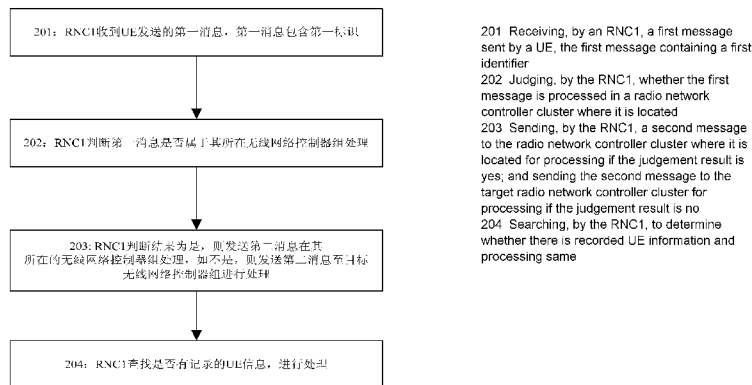 201：RNC1收到UE发送的第一消息，第一消息包含第一标识
202：RNC1判断第一消息是否属于其所在无线网络控制器组处理
203: RNC1判断结果为是，则发送第二消息在其
所在的无线网络控制器组处理，如不是，则发送第二消息至目标
无线网络控制器组进行处理
204：RNC1查找是否有记录的UE信息，进行处理
201 Receiving, by an RNC1, a first message
sent by a UE, the first message containing a first
identifier
202 Judging, by the RNC1, whether the first
message is processed in a radio network
controller cluster where it is located
203 Sending, by the RNC1, a second message
to the radio network controller cluster where it is
located for processing if the judgement result is
yes; and sending the second message to the
target radio network controller cluster for
processing if the judgement result is no
204 Searching, by the RNC1, to determine
whether there is recorded UE information and
processing same